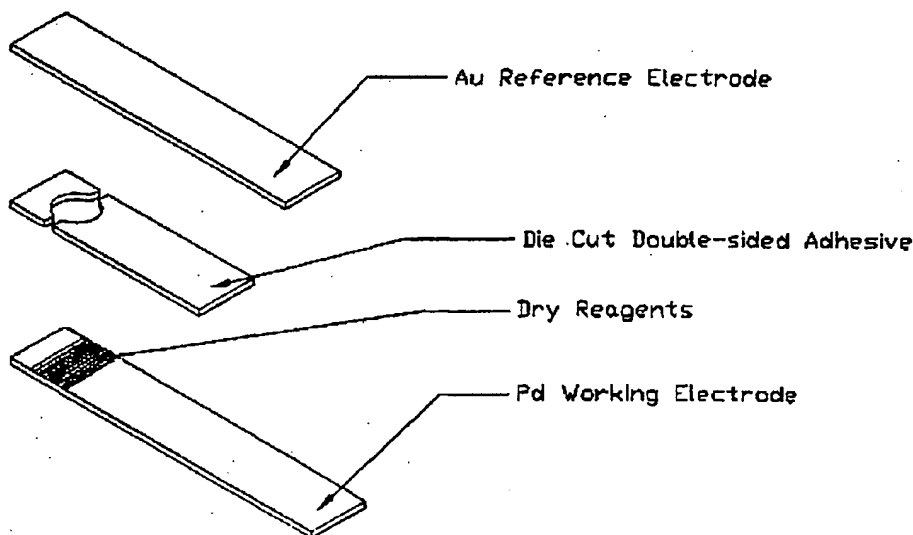 Au Reference Electrode
Die Cut Double-sided Adhesive
Dry Reagents
Pd Working Electrode